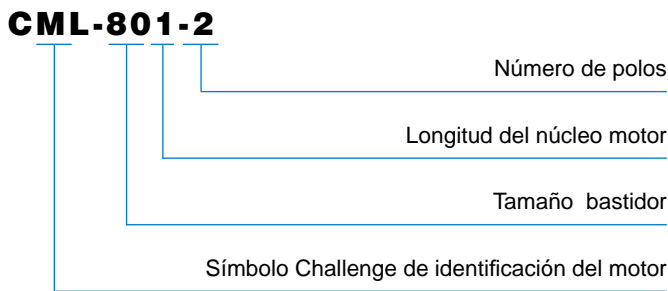 CML-801-2
Número de polos
Longitud del núcleo motor
Tamaño bastidor
Símbolo Challenge de identificación del motor